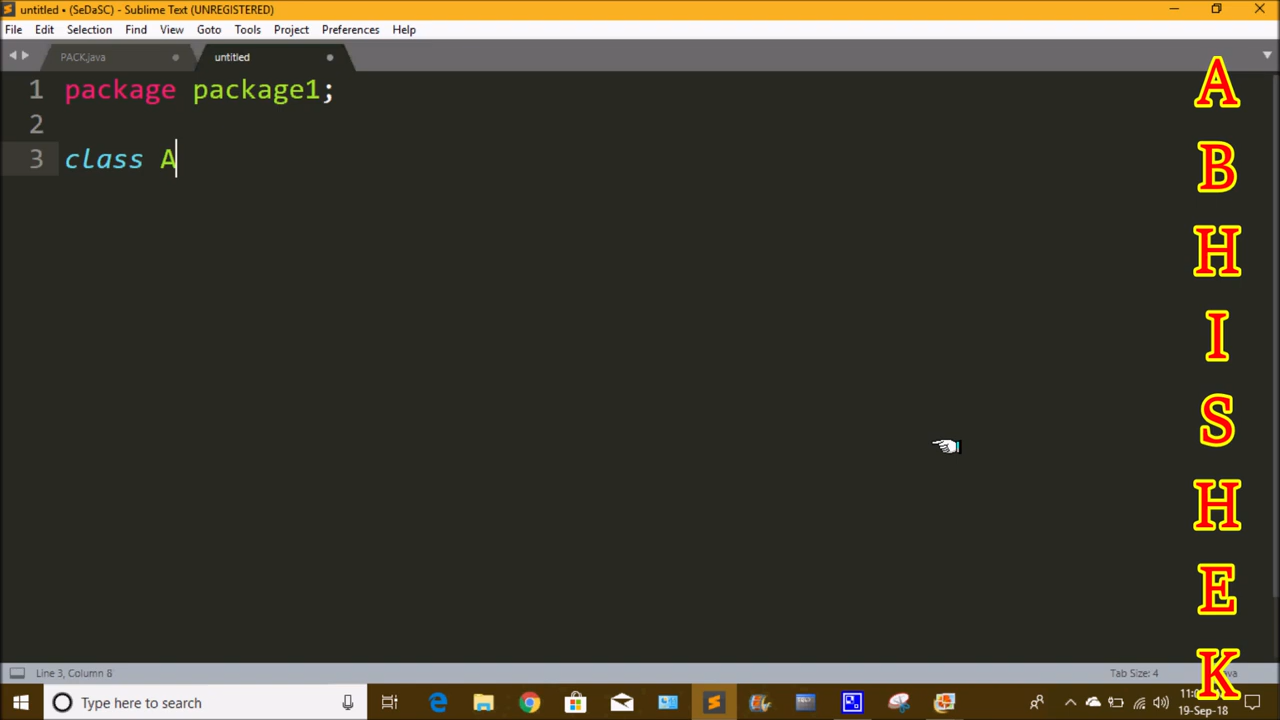 untitled • (SeDaSC) - Sublime Text (UNREGISTERED)
File Edit Selection Find View Goto Tools Project Preferences Help
PACK.java
untitled
1 package package1;
2
3 class A
A
B
H
I
S
H
E
K
Line 3, Column 8
Tab Size: 4
Type here to search
19-Sep-18